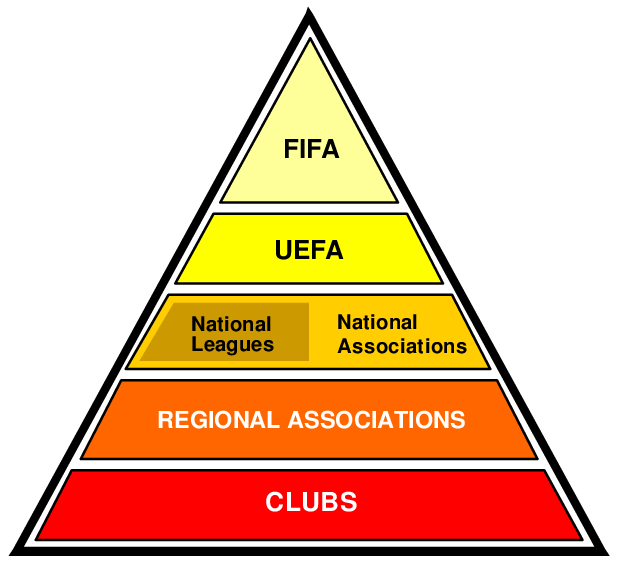 FIFA
UEFA
National
Leagues
National
Associations
REGIONAL ASSOCIATIONS
CLUBS